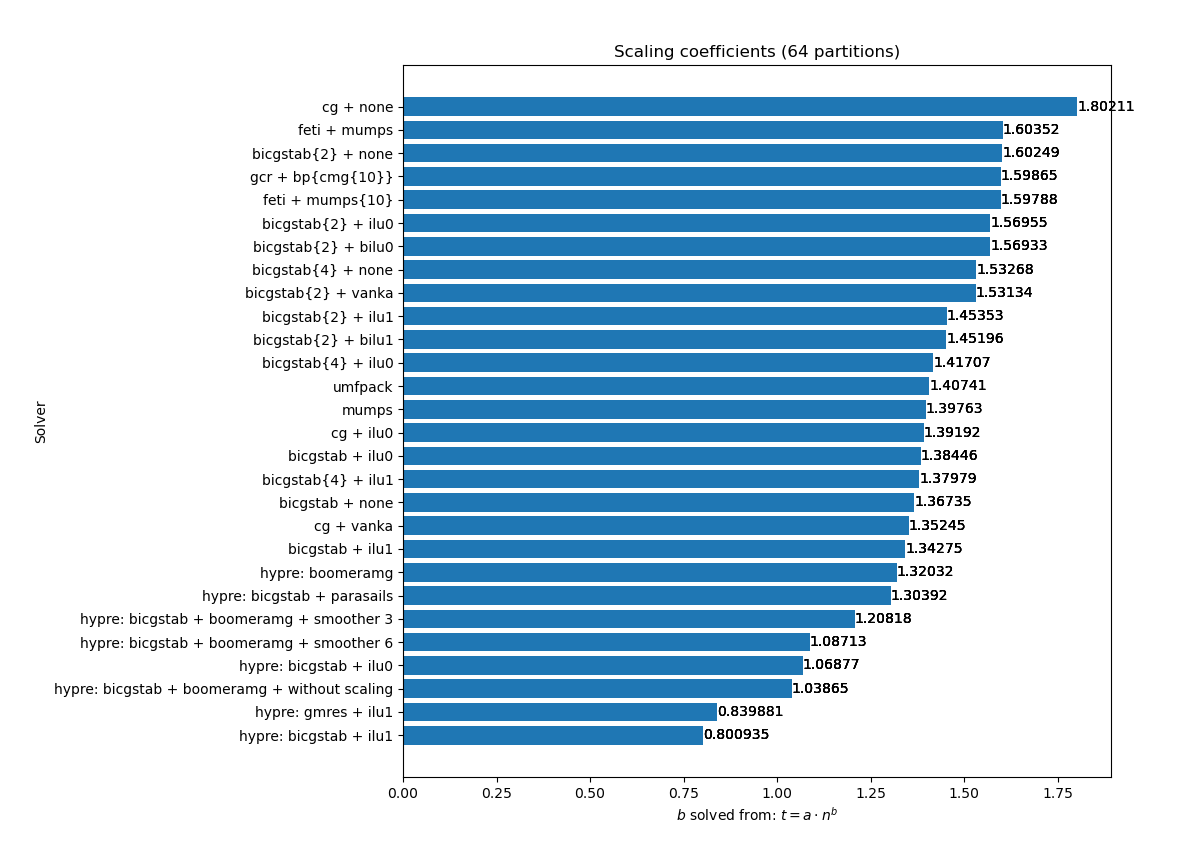 Scaling coefficients (64 partitions)
cg + none 1.80211
feti + mumps 1.60352
bicgstab{2} + none 1.60249
gcr + bp{cmg{10}} 1.59865
feti + mumps{10} 1.59788
bicgstab{2} + ilu0 1.56955
bicgstab{2} + bilu0 1.56933
bicgstab{4} + none 1.53268
bicgstab{2} + vanka 1.53134
bicgstab{2} + ilu1 1.45353
bicgstab{2} + bilu1 1.45196
bicgstab{4} + ilu0 1.41707
umfpack 1.40741
mumps 1.39763
cg + ilu0 1.39192
bicgstab + ilu0 1.38446
bicgstab{4} + ilu1 1.37979
bicgstab + none 1.36735
cg + vanka 1.35245
bicgstab + ilu1 1.34275
hypre: boomeramg 1.32032
hypre: bicgstab + parasails 1.30392
hypre: bicgstab + boomeramg + smoother 3 1.20818
hypre: bicgstab + boomeramg + smoother 6 1.08713
hypre: bicgstab + ilu0 1.06877
hypre: bicgstab + boomeramg + without scaling 1.03865
hypre: gmres + ilu1 0.839881
hypre: bicgstab + ilu1 0.800935
Solver
0.00 0.25 0.50 0.75 1.00 1.25 1.50 1.75
b solved from: t = a · n^b